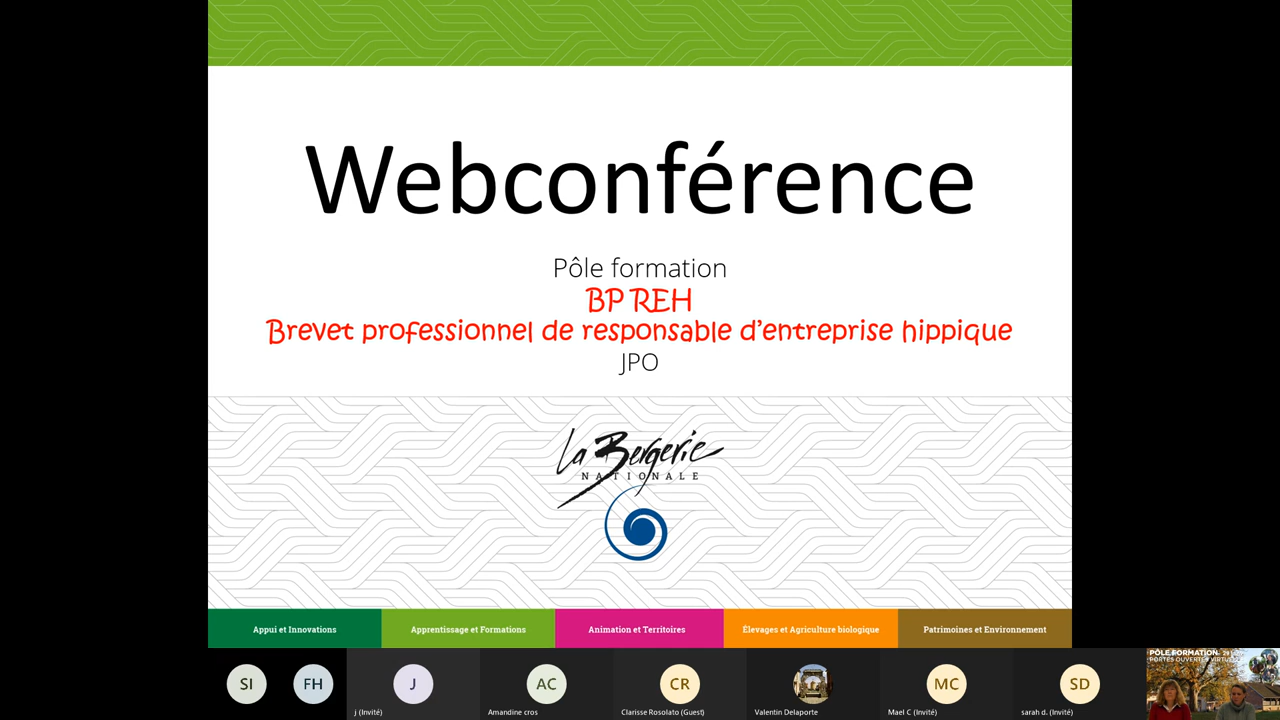 Webconférence
Pôle formation
BP REH
Brevet professionnel de responsable d’entreprise hippique
JPO
La Bergerie
NATIONALE
Appui et Innovations
Apprentissage et Formations
Animation et Territoires
Élevages et Agriculture biologique
Patrimoines et Environnement
SI
FH
J
AC
CR
MC
SD
j (Invité)
Amandine cros
Clarisse Rosolato (Guest)
Valentin Delaporte
Mael C (Invité)
sarah d. (Invité)
PÔLE FORMATION
PORTES OUVERTES